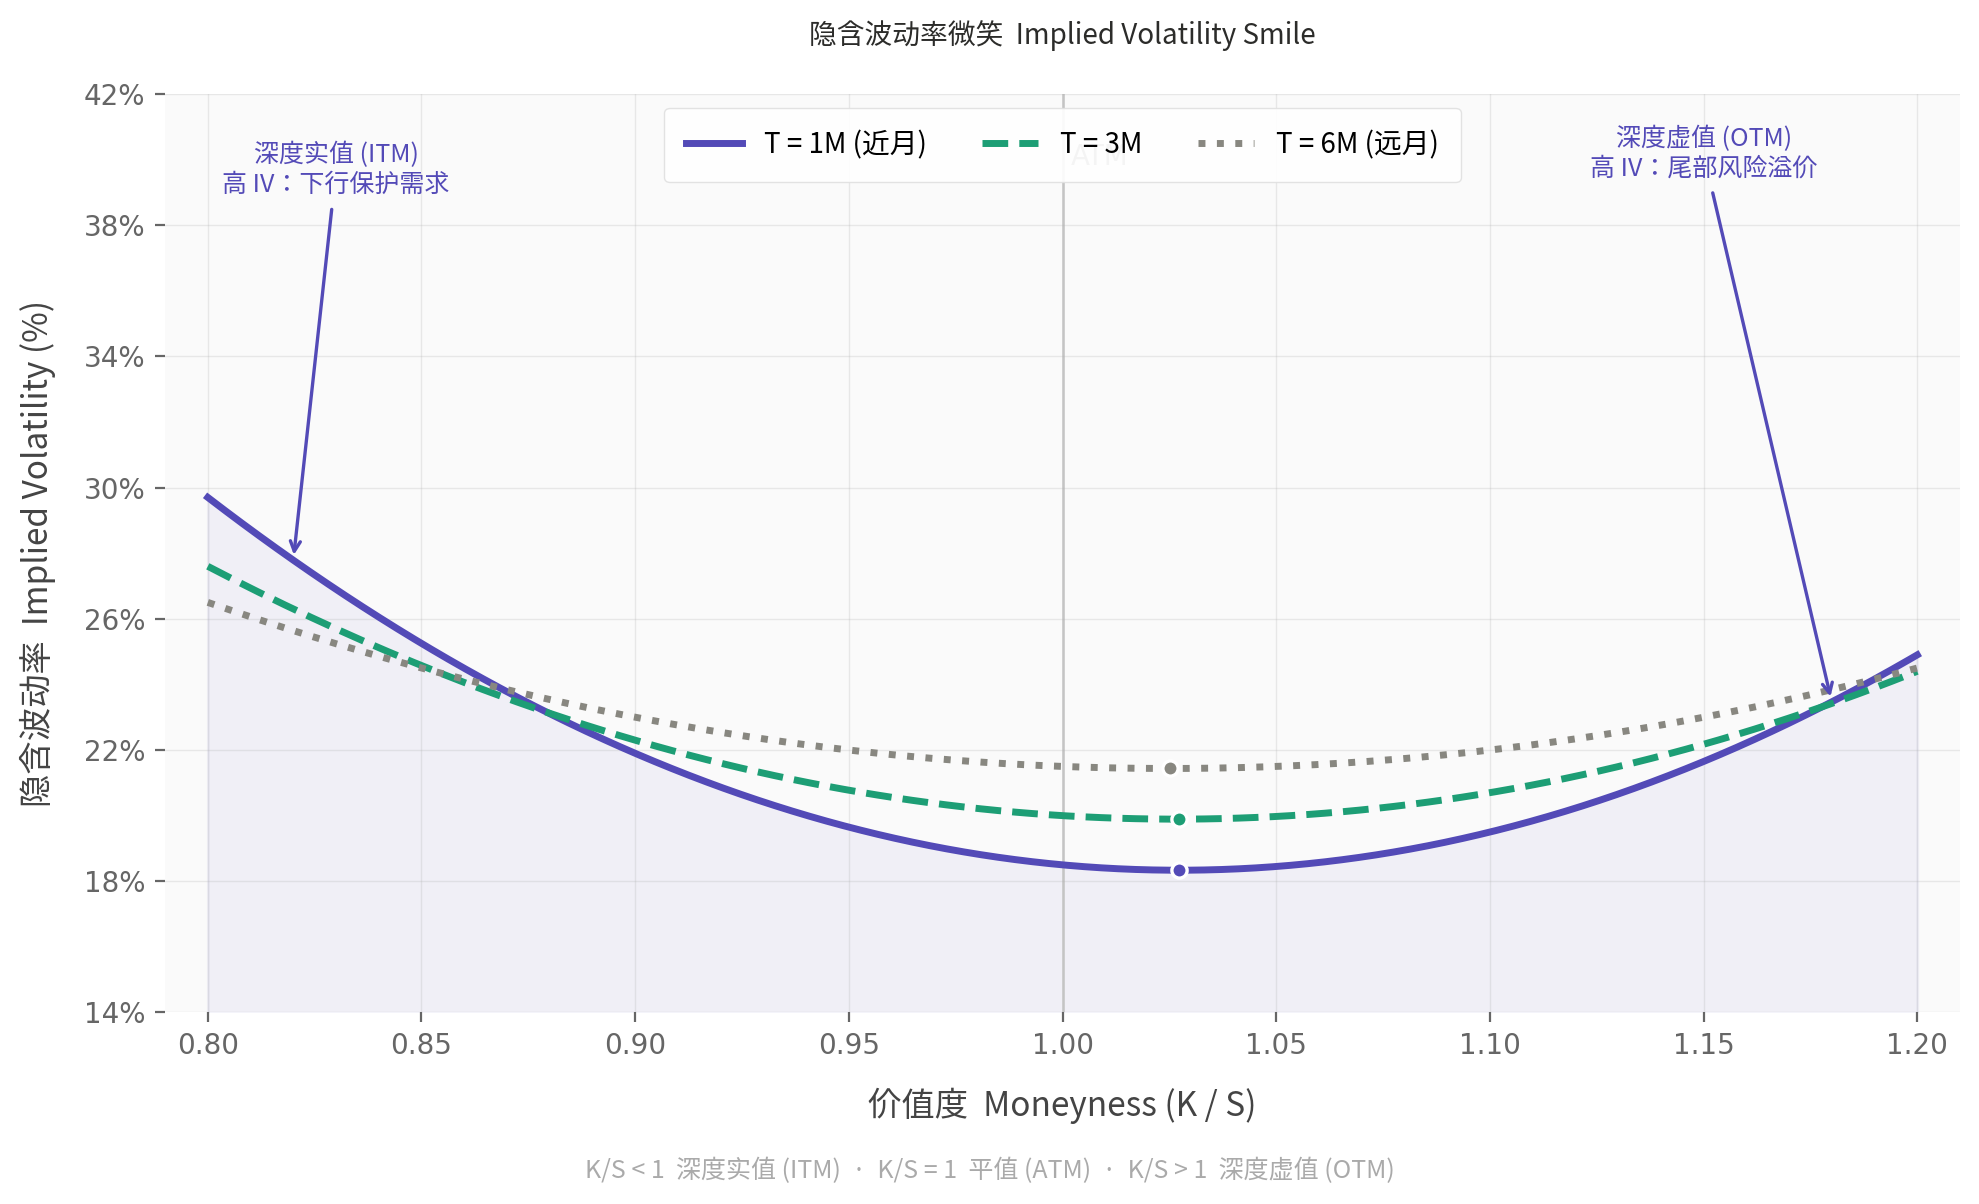 隐含波动率微笑 Implied Volatility Smile
42%
38%
34%
30%
26%
22%
18%
14%
隐含波动率 Implied Volatility (%)
深度实值 (ITM)
高 IV：下行保护需求
T = 1M (近月)
T = 3M
T = 6M (远月)
ATM
深度虚值 (OTM)
高 IV：尾部风险溢价
0.80
0.85
0.90
0.95
1.00
1.05
1.10
1.15
1.20
价值度 Moneyness (K / S)
K/S < 1 深度实值 (ITM) · K/S = 1 平值 (ATM) · K/S > 1 深度虚值 (OTM)